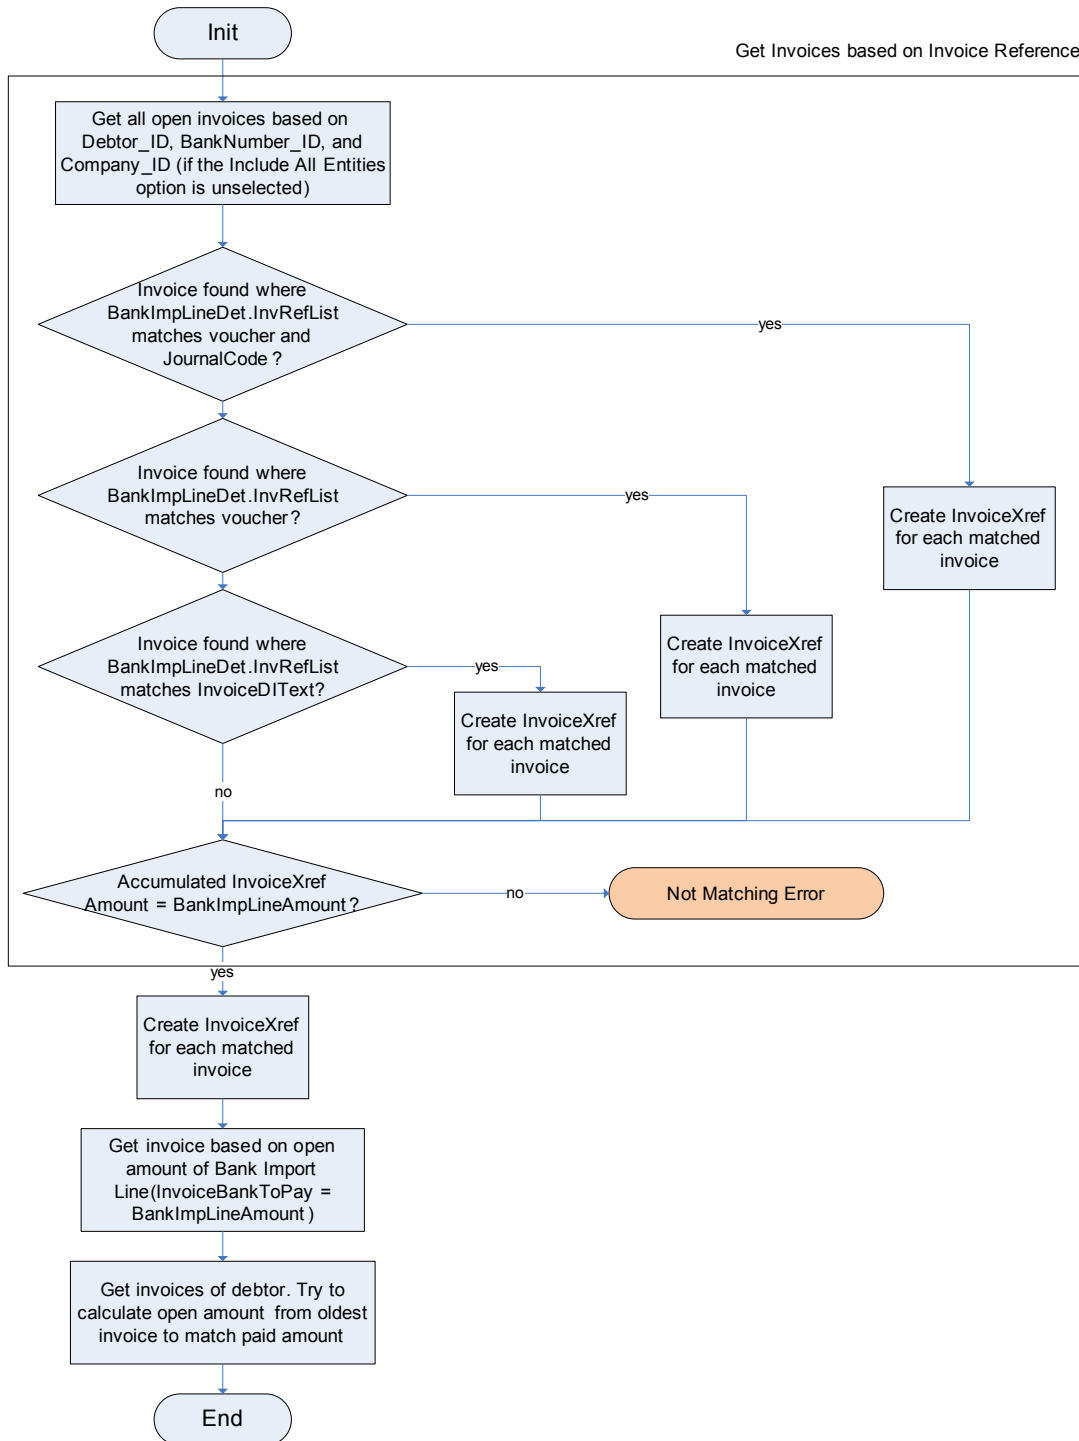 Init
Get Invoices based on Invoice Reference
Get all open invoices based on
Debtor_ID, BankNumber_ID, and
Company_ID (if the Include All Entities
option is unselected)
Invoice found where
BankImpLineDet.InvRefList
matches voucher and
JournalCode ?
yes
Invoice found where
BankImpLineDet.InvRefList
matches voucher?
yes
Create InvoiceXref
for each matched
invoice
Invoice found where
BankImpLineDet.InvRefList
matches InvoiceDIText?
yes
Create InvoiceXref
for each matched
invoice
Create InvoiceXref
for each matched
invoice
no
Accumulated InvoiceXref
Amount = BankImpLineAmount ?
no
Not Matching Error
yes
Create InvoiceXref
for each matched
invoice
Get invoice based on open
amount of Bank Import
Line(InvoiceBankToPay =
BankImpLineAmount )
Get invoices of debtor. Try to
calculate open amount from oldest
invoice to match paid amount
End